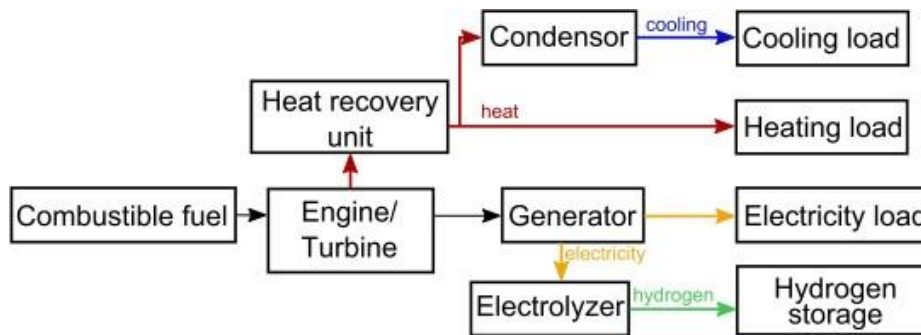 Condensor
cooling
Cooling load
Heat recovery
unit
heat
Heating load
Combustible fuel
Engine/
Turbine
Generator
Electricity load
electricity
Electrolyzer
hydrogen
Hydrogen
storage